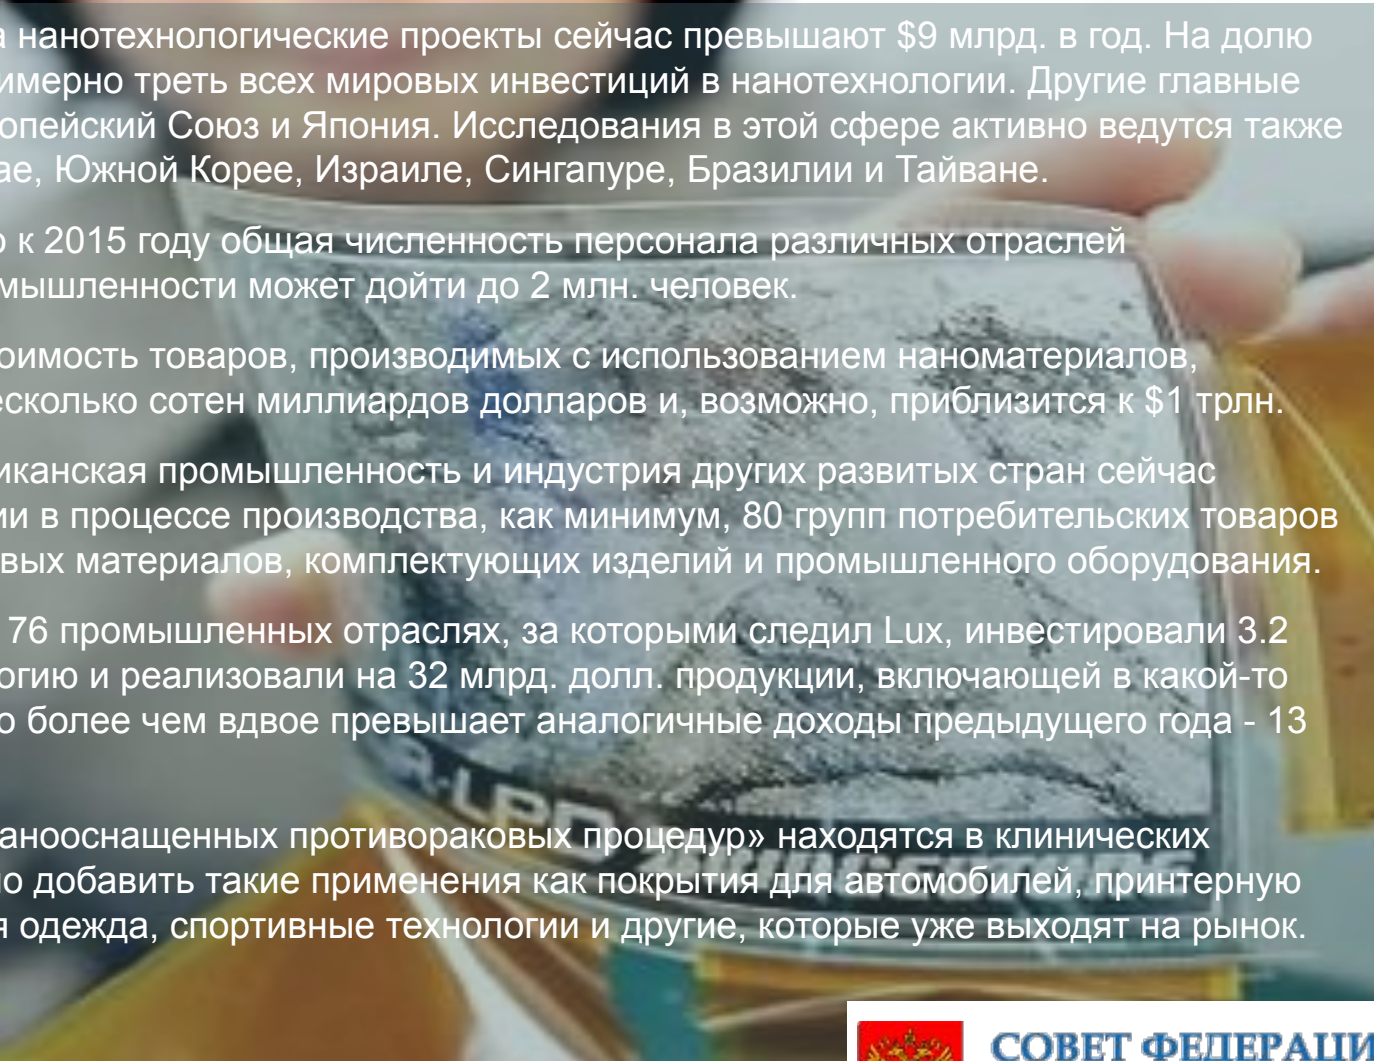 а нанотехнологические проекты сейчас превышают $9 млрд. в год. На долю
имерно треть всех мировых инвестиций в нанотехнологии. Другие главные
опейский Союз и Япония. Исследования в этой сфере активно ведутся также
ае, Южной Корее, Израиле, Сингапуре, Бразилии и Тайване.
о к 2015 году общая численность персонала различных отраслей
мышленности может дойти до 2 млн. человек.
оимость товаров, производимых с использованием наноматериалов,
есколько сотен миллиардов долларов и, возможно, приблизится к $1 трлн.
иканская промышленность и индустрия других развитых стран сейчас
ии в процессе производства, как минимум, 80 групп потребительских товаров
вых материалов, комплектующих изделий и промышленного оборудования.
76 промышленных отраслях, за которыми следил Lux, инвестировали 3.2
огию и реализовали на 32 млрд. долл. продукции, включающей в какой-то
о более чем вдвое превышает аналогичные доходы предыдущего года - 13
анооснащенных противораковых процедур» находятся в клинических
но добавить такие применения как покрытия для автомобилей, принтерную
я одежда, спортивные технологии и другие, которые уже выходят на рынок.
СОВЕТ ФЕДЕРАЦИ